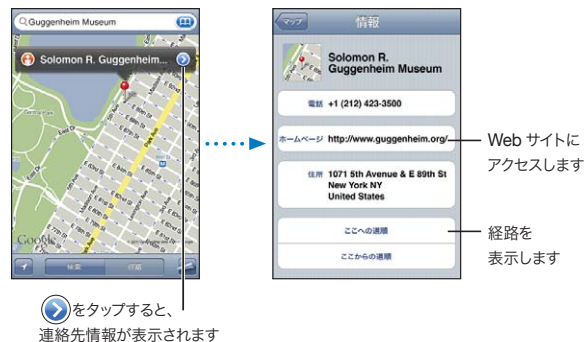 Guggenheim Museum
Solomon R. Guggenheim...
Google
検索
経路
をタップすると、
連絡先情報が表示されます
マップ
情報
Solomon R.
Guggenheim Museum
電話 +1 (212) 423-3500
ホームページ http://www.guggenheim.org/
住所 1071 5th Avenue & E 89th St
New York NY
United States
ここへの道順
ここからの道順
Web サイトに
アクセスします
経路を
表示します